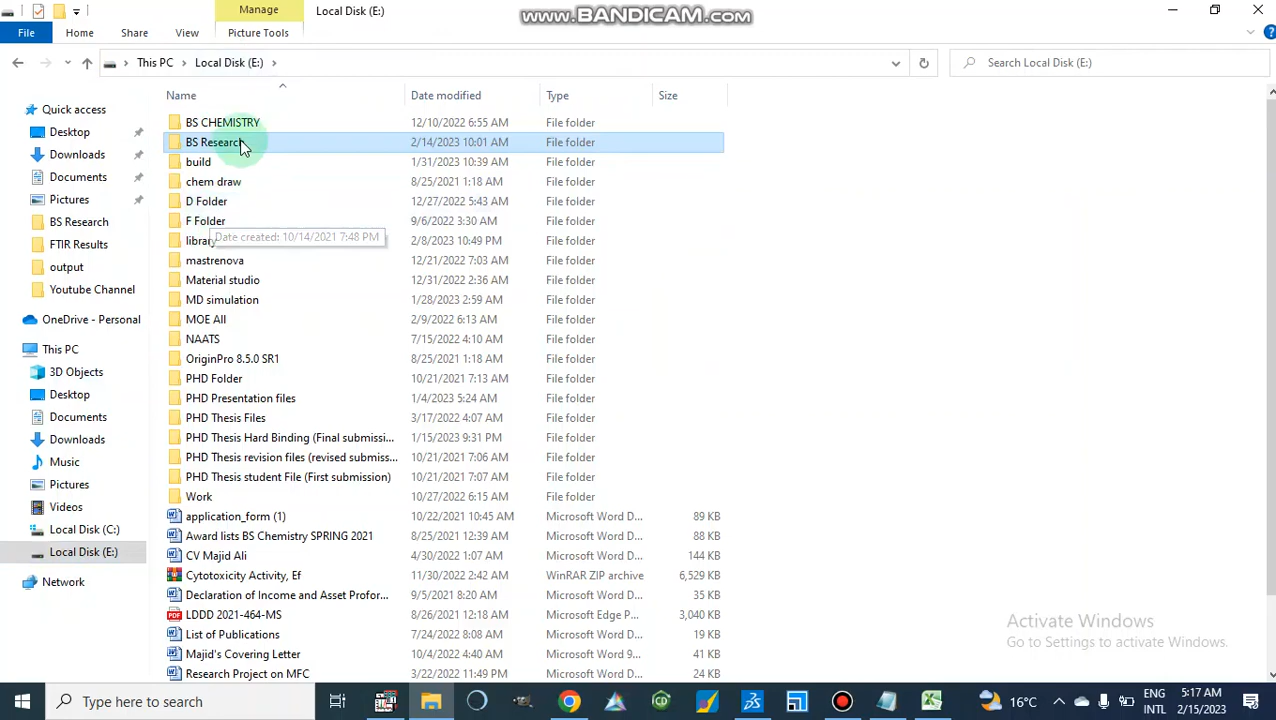 Manage
Local Disk (E:)
www.BANDICAM.com
File
Home
Share
View
Picture Tools
This PC
Local Disk (E:)
Search Local Disk (E:)
Name
Date modified
Type
Size
Quick access
Desktop
Downloads
Documents
Pictures
BS Research
FTIR Results
output
Youtube Channel
OneDrive - Personal
This PC
3D Objects
Desktop
Documents
Downloads
Music
Pictures
Videos
Local Disk (C:)
Local Disk (E:)
Network
BS CHEMISTRY 12/10/2022 6:55 AM File folder
BS Research 2/14/2023 10:01 AM File folder
build 1/31/2023 10:39 AM File folder
chem draw 8/25/2021 1:18 AM File folder
D Folder 12/27/2022 5:43 AM File folder
F Folder 9/6/2022 3:30 AM File folder
Date created: 10/14/2021 7:48 PM
library 2/8/2023 10:49 PM File folder
mastrenova 12/21/2022 7:03 AM File folder
Material studio 12/31/2022 2:36 AM File folder
MD simulation 1/28/2023 2:59 AM File folder
MOE All 2/9/2022 6:13 AM File folder
NAATS 7/15/2022 4:10 AM File folder
OriginPro 8.5.0 SR1 8/25/2021 1:18 AM File folder
PHD Folder 10/21/2021 7:13 AM File folder
PHD Presentation files 1/4/2023 5:24 AM File folder
PHD Thesis Files 3/17/2022 4:07 AM File folder
PHD Thesis Hard Binding (Final submissi... 1/15/2023 9:31 PM File folder
PHD Thesis revision files (revised submiss... 10/21/2021 7:06 AM File folder
PHD Thesis student File (First submission) 10/21/2021 7:07 AM File folder
Work 10/27/2022 6:15 AM File folder
application_form (1) 10/22/2021 10:45 AM Microsoft Word D... 89 KB
Award lists BS Chemistry SPRING 2021 8/25/2021 12:39 AM Microsoft Word D... 88 KB
CV Majid Ali 4/30/2022 1:07 AM Microsoft Word D... 144 KB
Cytotoxicity Activity, Ef 11/30/2022 2:42 AM WinRAR ZIP archive 6,529 KB
Declaration of Income and Asset Profor... 9/5/2021 8:20 AM Microsoft Word D... 35 KB
LDDD 2021-464-MS 8/26/2021 12:18 AM Microsoft Edge P... 3,040 KB
List of Publications 7/24/2022 8:08 AM Microsoft Word D... 19 KB
Majid's Covering Letter 10/4/2022 4:40 AM Microsoft Word 9... 41 KB
Research Project on MFC 3/22/2022 11:49 PM Microsoft Word D... 24 KB
Activate Windows
Go to Settings to activate Windows.
Type here to search
16°C
ENG
INTL
5:17 AM
2/15/2023